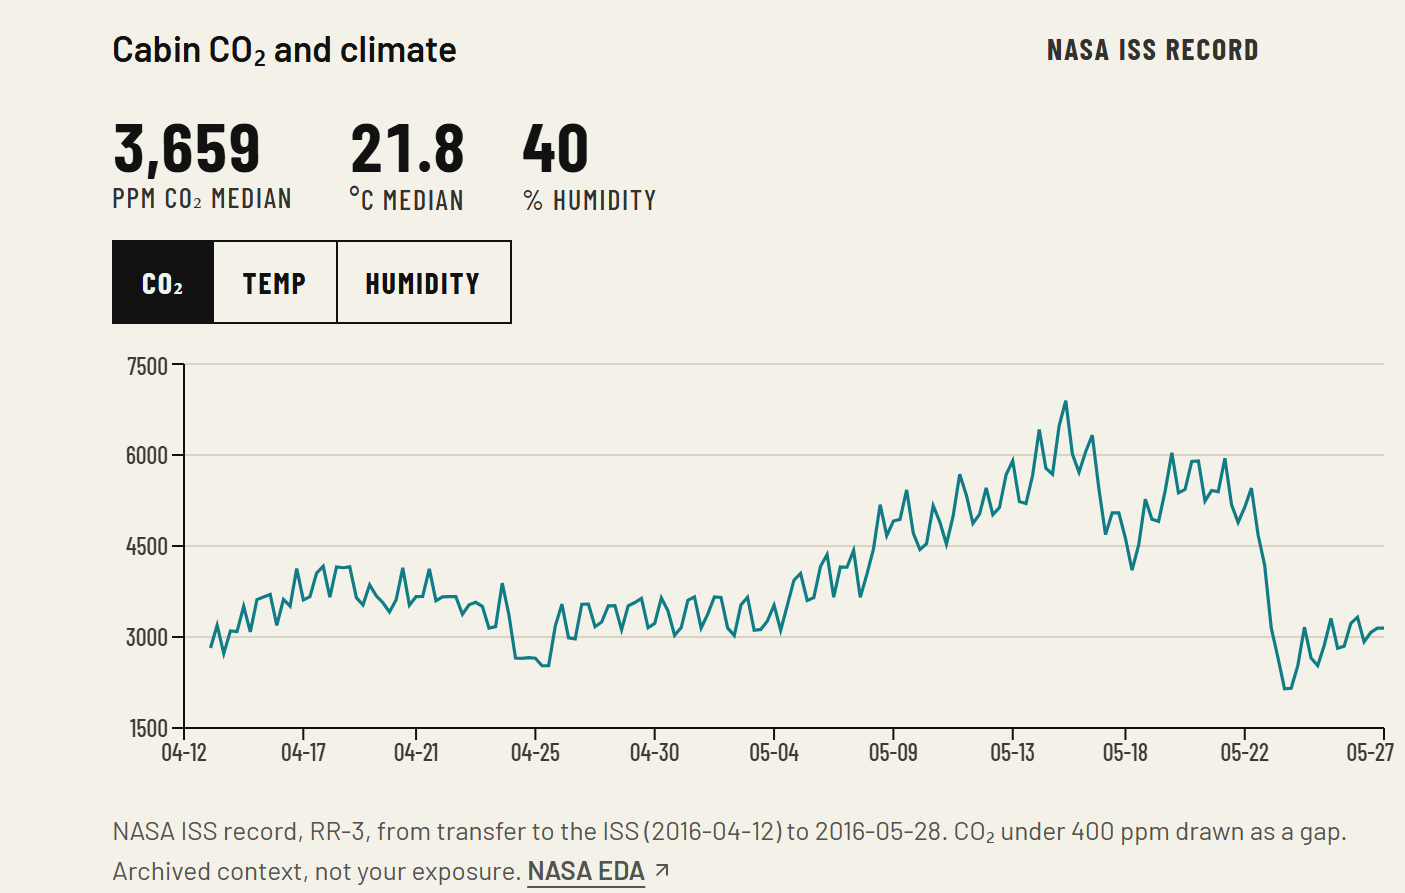 Cabin CO₂ and climate
NASA ISS RECORD
3,659 21.8 40
PPM CO₂ MEDIAN °C MEDIAN % HUMIDITY
CO₂ TEMP HUMIDITY
7500
6000
4500
3000
1500
04-12 04-17 04-21 04-25 04-30 05-04 05-09 05-13 05-18 05-22 05-27
NASA ISS record, RR-3, from transfer to the ISS (2016-04-12) to 2016-05-28. CO₂ under 400 ppm drawn as a gap.
Archived context, not your exposure. NASA EDA ↗